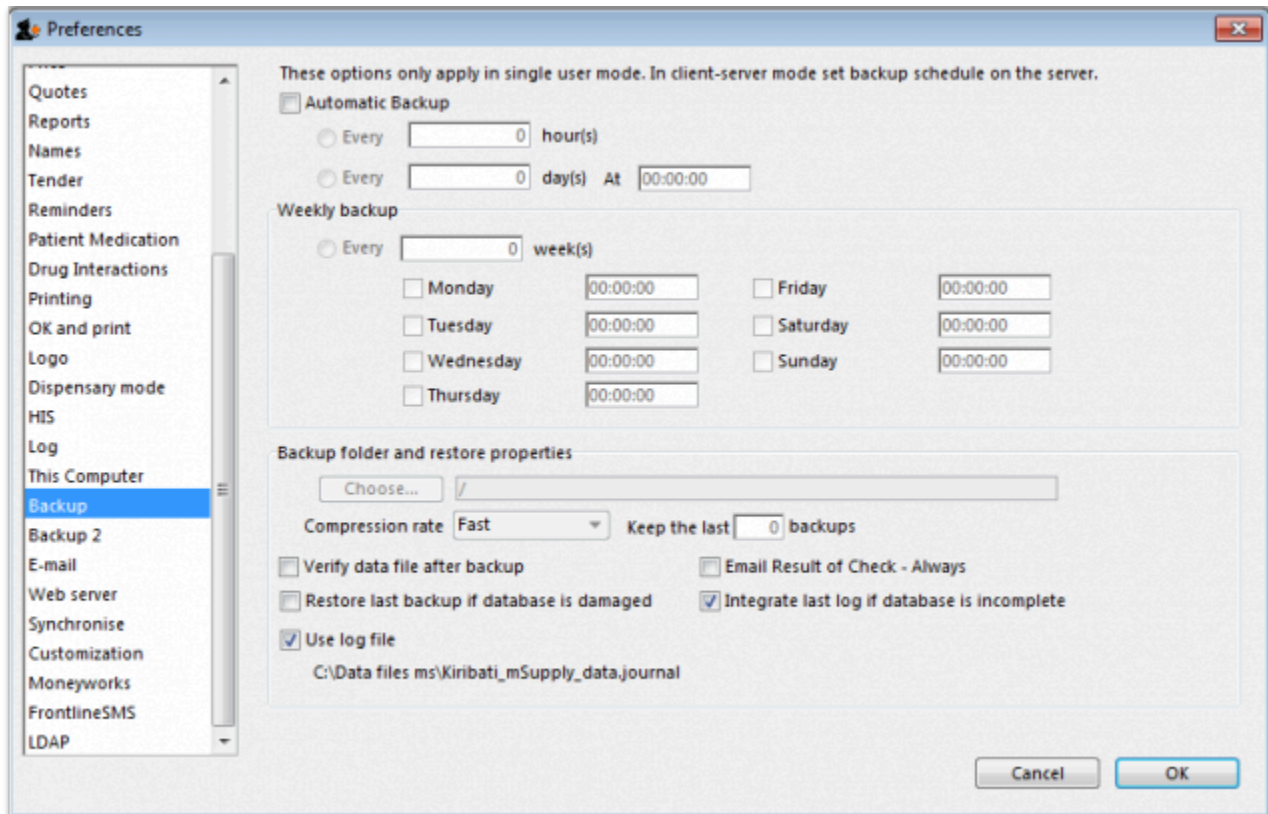 Preferences
Quotes
Reports
Names
Tender
Reminders
Patient Medication
Drug Interactions
Printing
OK and print
Logo
Dispensary mode
HIS
Log
This Computer
Backup
Backup 2
E-mail
Web server
Synchronise
Customization
Moneyworks
FrontlineSMS
LDAP
These options only apply in single user mode. In client-server mode set backup schedule on the server.
Automatic Backup
Every 0 hour(s)
Every 0 day(s) At 00:00:00
Weekly backup
Every 0 week(s)
Monday 00:00:00 Friday 00:00:00
Tuesday 00:00:00 Saturday 00:00:00
Wednesday 00:00:00 Sunday 00:00:00
Thursday 00:00:00
Backup folder and restore properties
Choose... /
Compression rate Fast Keep the last 0 backups
Verify data file after backup Email Result of Check - Always
Restore last backup if database is damaged Integrate last log if database is incomplete
Use log file
C:\Data files ms\Kiribati_mSupply_data.journal
Cancel OK